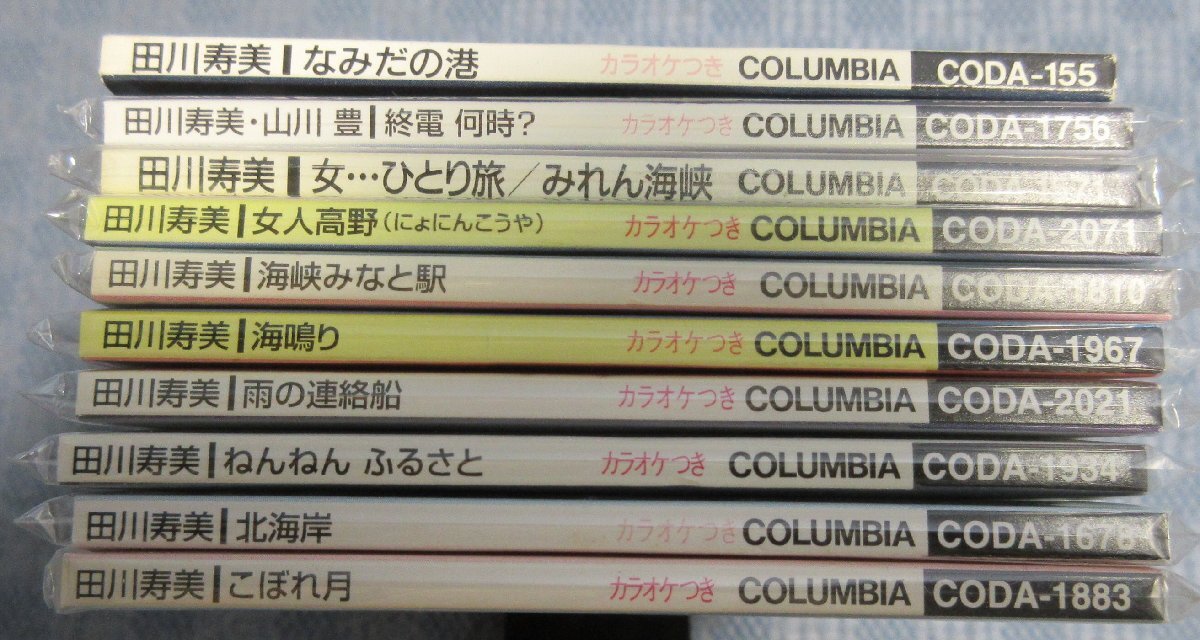 田川寿美 なみだの港 カラオケつき COLUMBIA CODA-155
田川寿美・山川 豊 終電 何時? カラオケつき COLUMBIA CODA-1756
田川寿美 女…ひとり旅／みれん海峡 COLUMBIA
田川寿美 女人高野(にょにんこうや) カラオケつき COLUMBIA CODA-2071
田川寿美 海峡みなと駅 カラオケつき COLUMBIA CODA-1810
田川寿美 海鳴り カラオケつき COLUMBIA CODA-1967
田川寿美 雨の連絡船 カラオケつき COLUMBIA CODA-2021
田川寿美 ねんねん ふるさと カラオケつき COLUMBIA CODA-1934
田川寿美 北海岸 カラオケつき COLUMBIA CODA-1678
田川寿美 こぼれ月 カラオケつき COLUMBIA CODA-1883